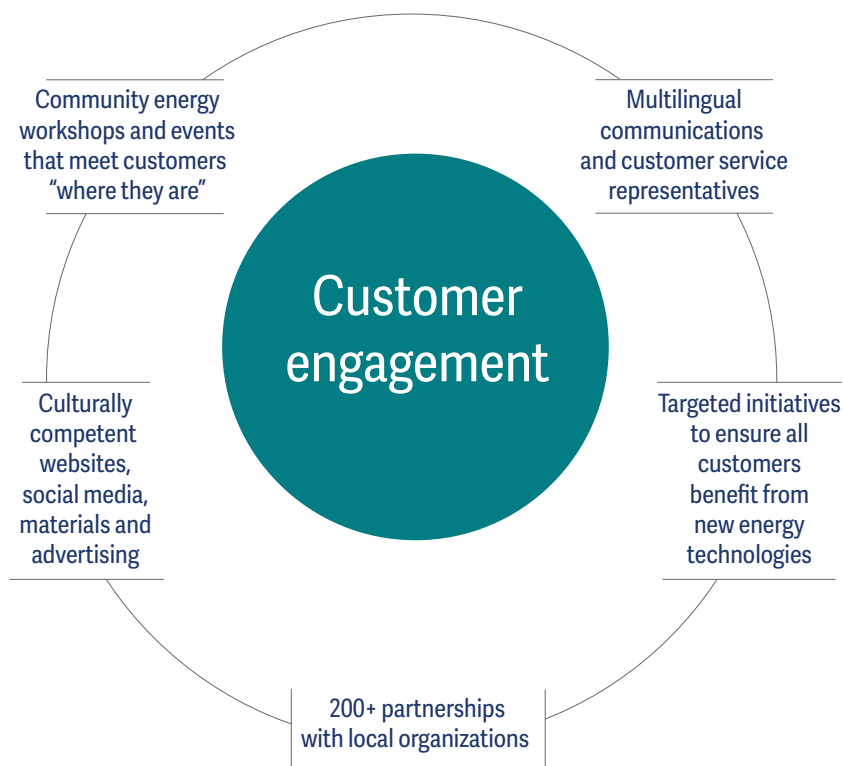 Community energy
workshops and events
that meet customers
“where they are”
Multilingual
communications
and customer service
representatives
Customer
engagement
Culturally
competent
websites,
social media,
materials and
advertising
Targeted initiatives
to ensure all
customers
benefit from
new energy
technologies
200+ partnerships
with local organizations